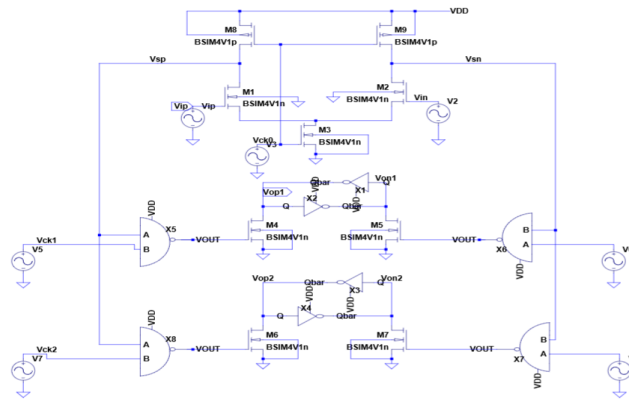 VDD
M8
M9
BSIM4V1p
BSIM4V1p
Vsp
Vsn
M1
M2
Vip
Vip
BSIM4V1n
BSIM4V1n
Vin
V2
M3
Vck0
V3
BSIM4V1n
Vop1
Qbar
VDD
X1
Q
Von1
Q
X2
VDD
Qbar
VDD
X5
M4
M5
A
B
VOUT
BSIM4V1n
BSIM4V1n
VOUT
B
A
X6
VDD
Vck1
V5
V
Vop2
Qbar
VDD
X3
Q
Von2
Q
X4
VDD
Qbar
VDD
X8
M6
M7
A
B
VOUT
BSIM4V1n
BSIM4V1n
VOUT
B
A
X7
VDD
Vck2
V7